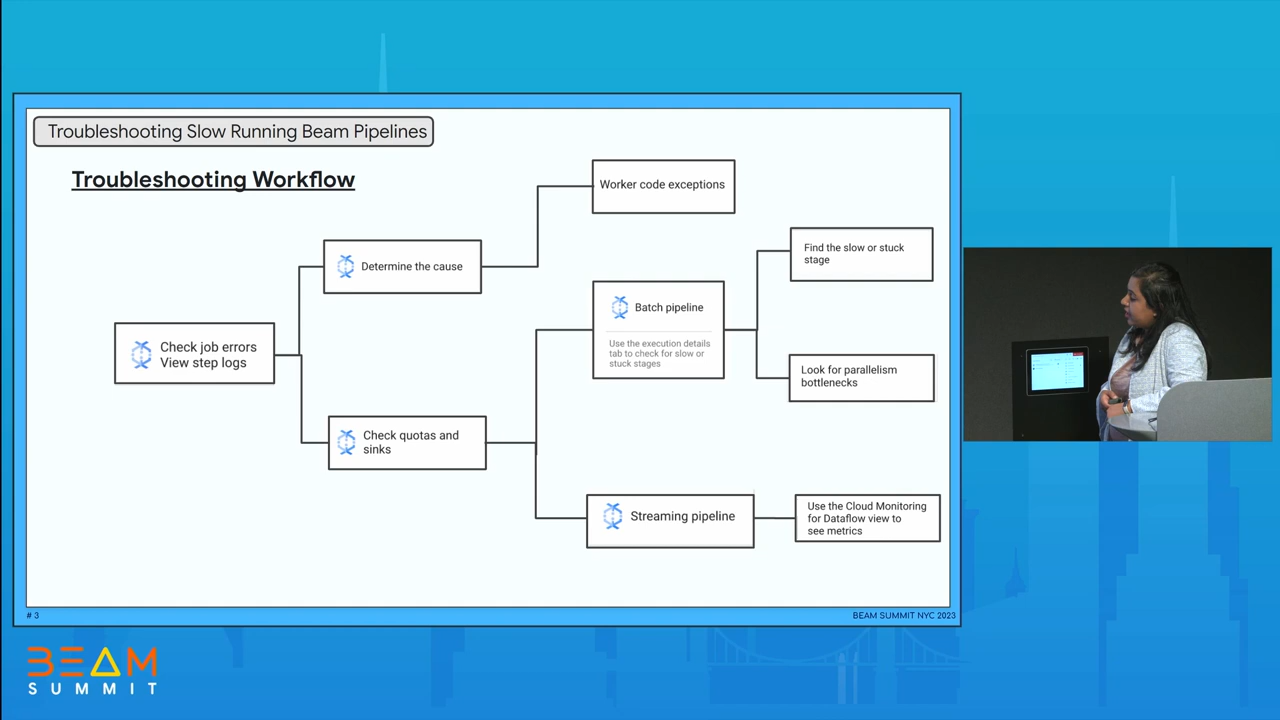 Troubleshooting Slow Running Beam Pipelines
Troubleshooting Workflow
Worker code exceptions
Determine the cause
Find the slow or stuck
stage
Batch pipeline
Use the execution details
tab to check for slow or
stuck stages
Check job errors
View step logs
Look for parallelism
bottlenecks
Check quotas and
sinks
Streaming pipeline
Use the Cloud Monitoring
for Dataflow view to
see metrics
# 3
BEAM SUMMIT NYC 2023
BEAM
SUMMIT